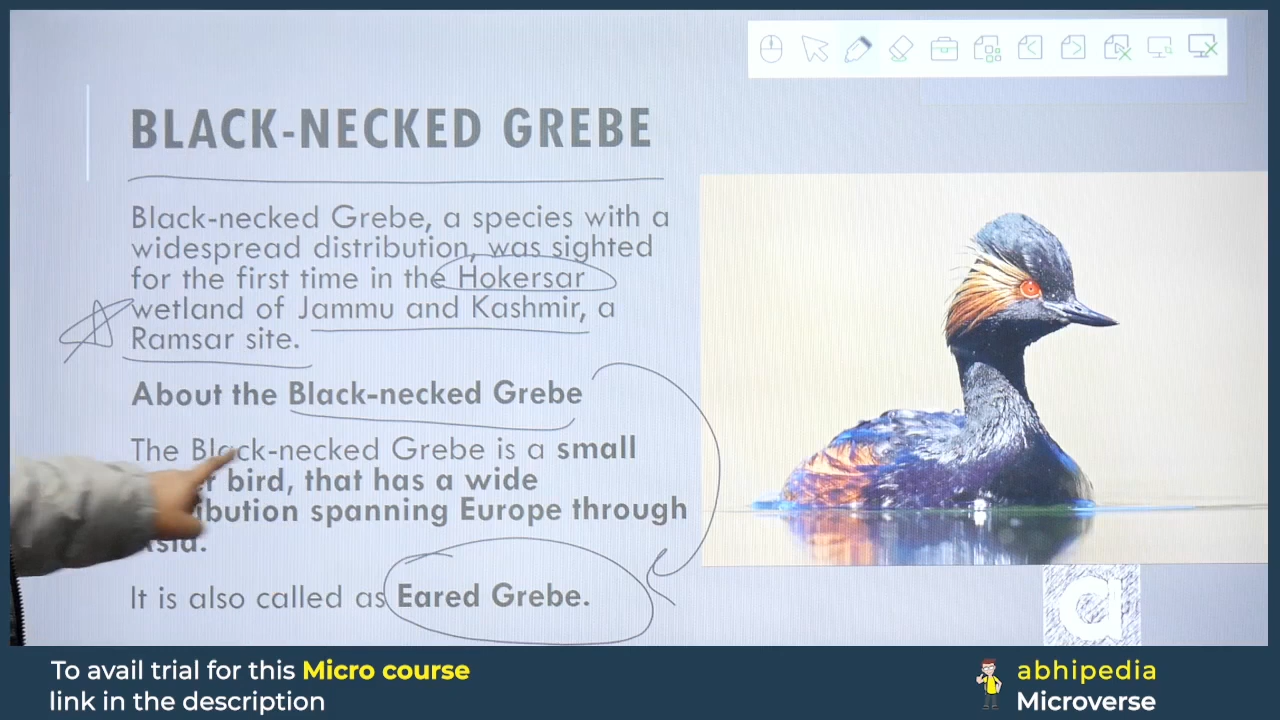 BLACK-NECKED GREBE
Black-necked Grebe, a species with a
widespread distribution, was sighted
for the first time in the Hokersar
wetland of Jammu and Kashmir, a
Ramsar site.
About the Black-necked Grebe
The Black-necked Grebe is a small
bird, that has a wide
spanning Europe through
It is also called as Eared Grebe.
a
To avail trial for this Micro course
link in the description
abhipedia
Microverse